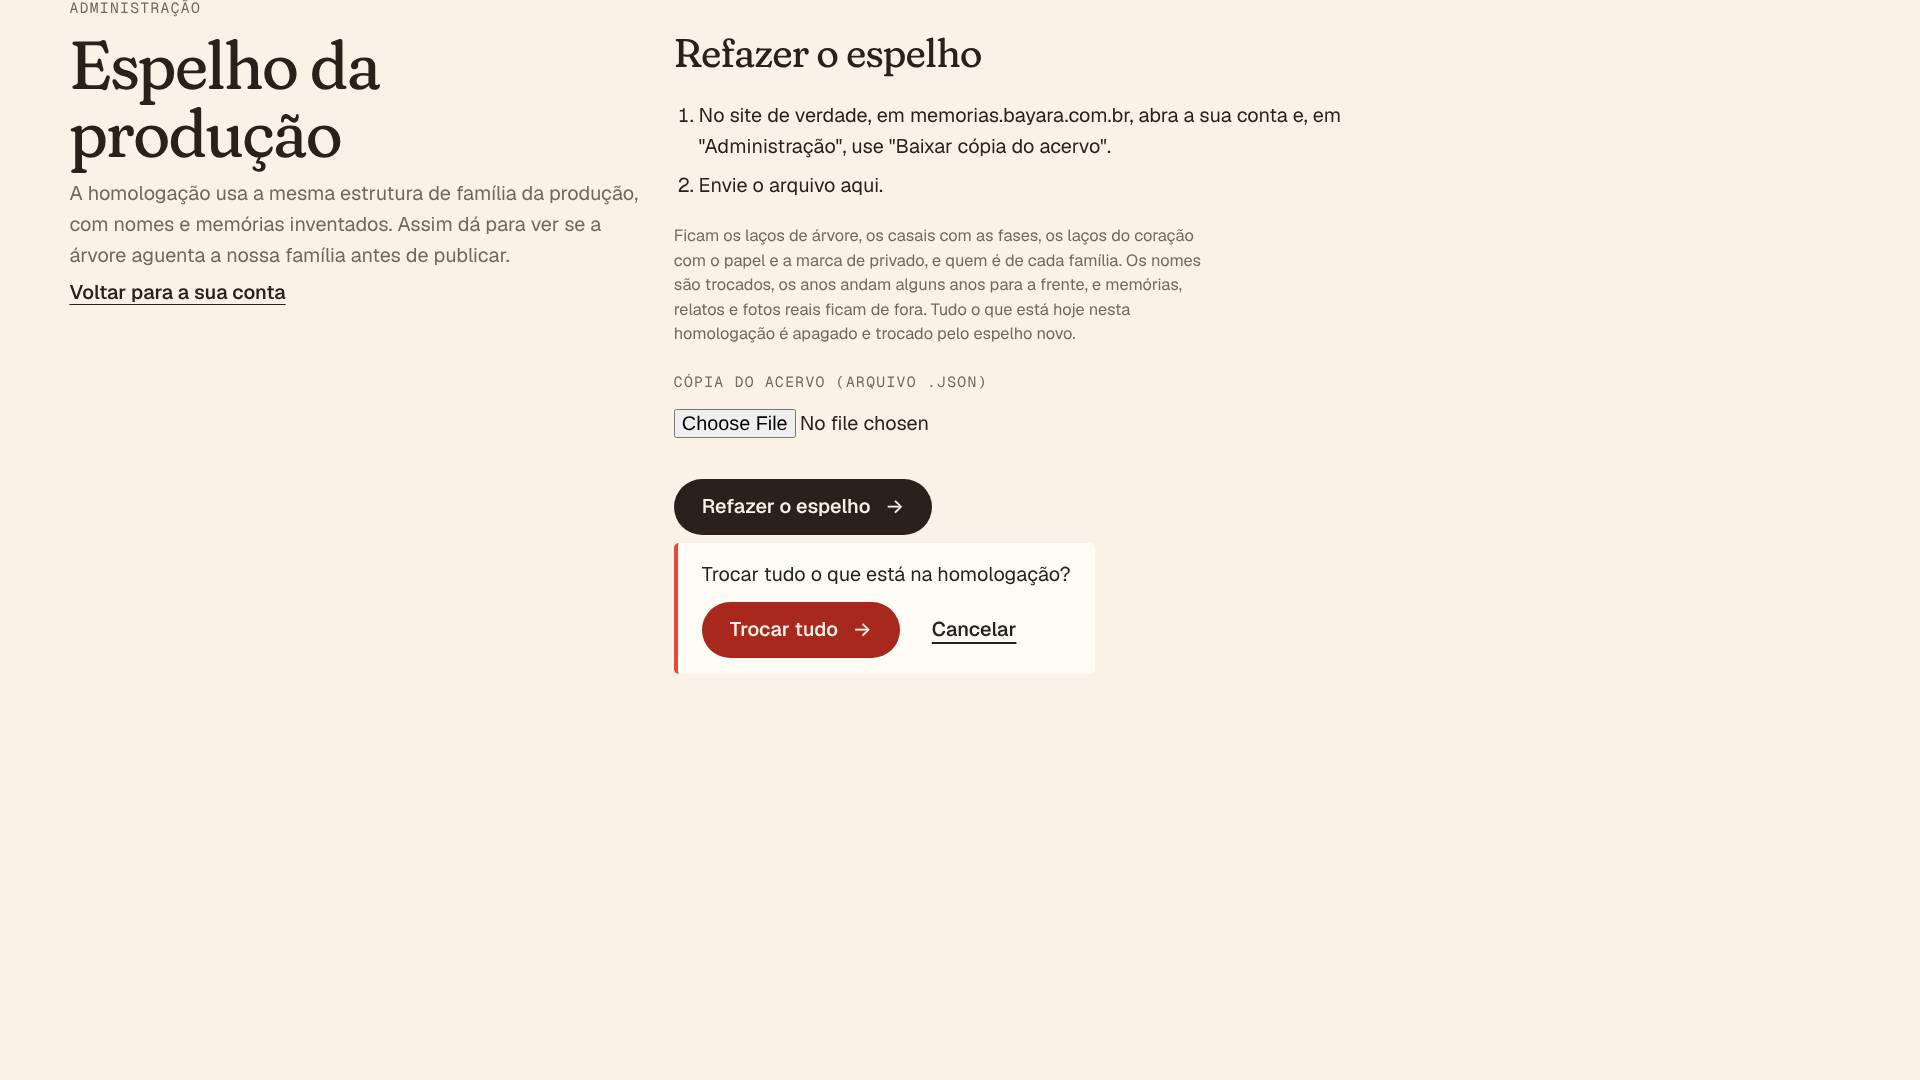 ADMINISTRAÇÃO
Espelho da
produção
A homologação usa a mesma estrutura de família da produção,
com nomes e memórias inventados. Assim dá para ver se a
árvore aguenta a nossa família antes de publicar.
Voltar para a sua conta
Refazer o espelho
1. No site de verdade, em memorias.bayara.com.br, abra a sua conta e, em
"Administração", use "Baixar cópia do acervo".
2. Envie o arquivo aqui.
Ficam os laços de árvore, os casais com as fases, os laços do coração
com o papel e a marca de privado, e quem é de cada família. Os nomes
são trocados, os anos andam alguns anos para a frente, e memórias,
relatos e fotos reais ficam de fora. Tudo o que está hoje nesta
homologação é apagado e trocado pelo espelho novo.
CÓPIA DO ACERVO (ARQUIVO .JSON)
Choose File No file chosen
Refazer o espelho →
Trocar tudo o que está na homologação?
Trocar tudo → Cancelar